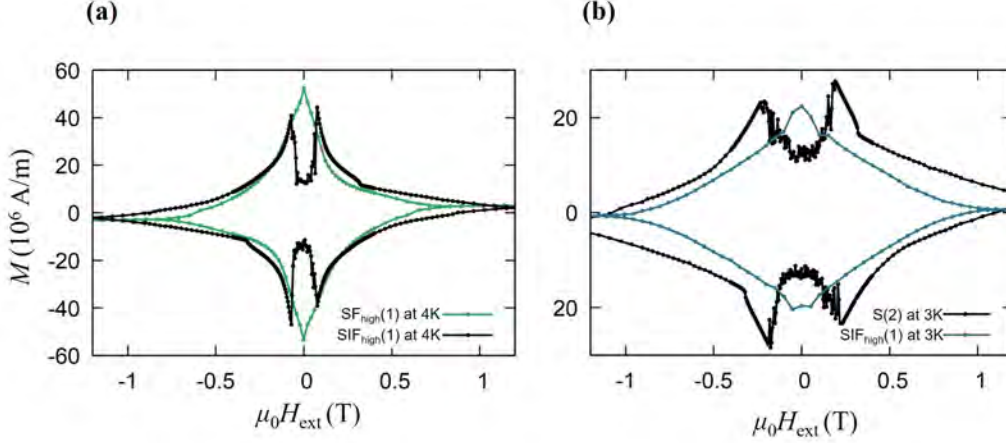 (a)
(b)
60
40
20
0
-20
-40
-60
M (10⁶ A/m)
SF_high(1) at 4K
SIF_high(1) at 4K
-1 -0.5 0 0.5 1
μ₀H_ext (T)
20
0
20
S(2) at 3K
SIF_high(1) at 3K
-1 -0.5 0 0.5 1
μ₀H_ext (T)